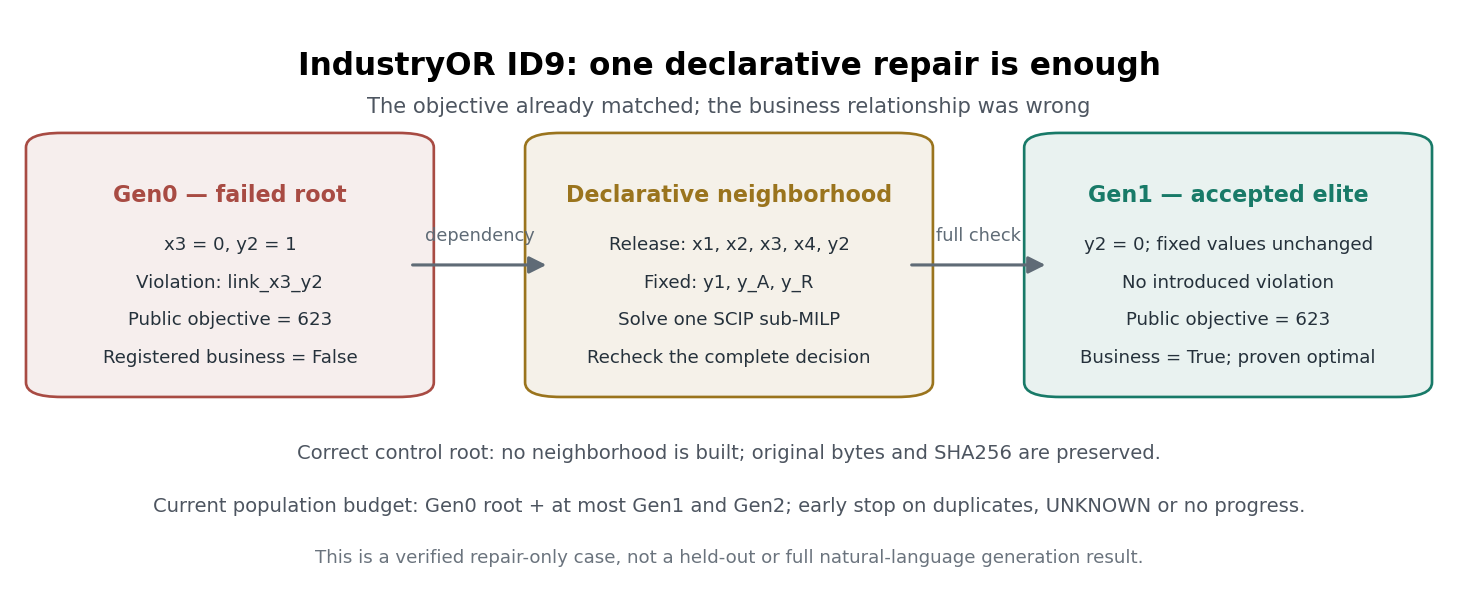 IndustryOR ID9: one declarative repair is enough
The objective already matched; the business relationship was wrong
Gen0 — failed root
x3 = 0, y2 = 1
Violation: link_x3_y2
Public objective = 623
Registered business = False
dependency
Declarative neighborhood
Release: x1, x2, x3, x4, y2
Fixed: y1, y_A, y_R
Solve one SCIP sub-MILP
Recheck the complete decision
full check
Gen1 — accepted elite
y2 = 0; fixed values unchanged
No introduced violation
Public objective = 623
Business = True; proven optimal
Correct control root: no neighborhood is built; original bytes and SHA256 are preserved.
Current population budget: Gen0 root + at most Gen1 and Gen2; early stop on duplicates, UNKNOWN or no progress.
This is a verified repair-only case, not a held-out or full natural-language generation result.